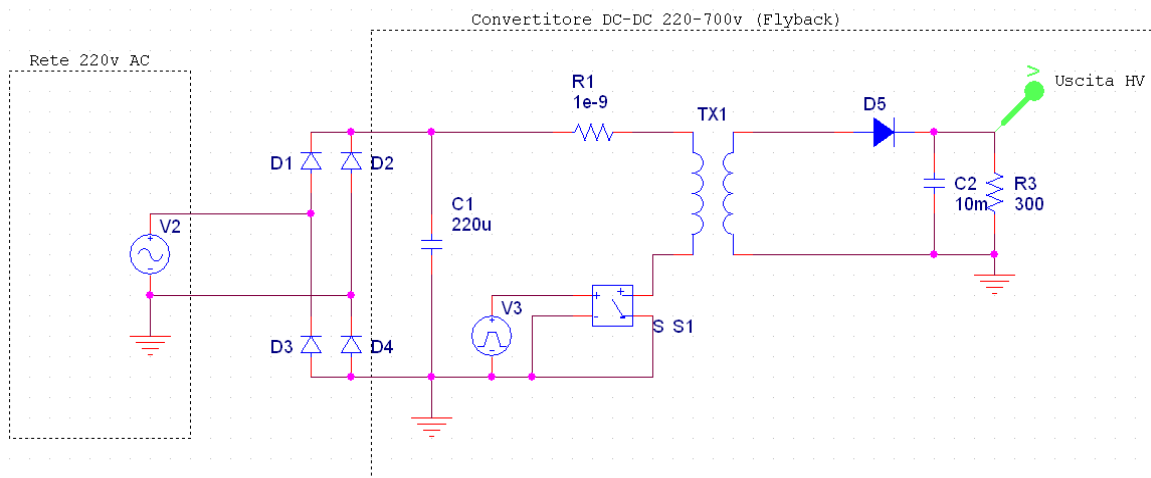 Convertitore DC-DC 220-700v (Flyback)
Rete 220v AC
Uscita HV
R1
1e-9
TX1
D5
D1
D2
C1
220u
C2
10m
R3
300
V2
V3
S S1
D3
D4